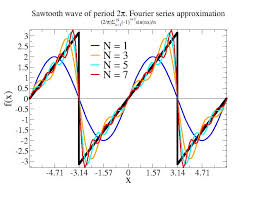 Sawtooth wave of period 2π. Fourier series approximation
N = 1
N = 3
N = 5
N = 7
f(x)
3
2.5
2
1.5
1
0.5
0
-0.5
-1
-1.5
-2
-2.5
-3
-4.71 -3.14 -1.57 0 1.57 3.14 4.71
x